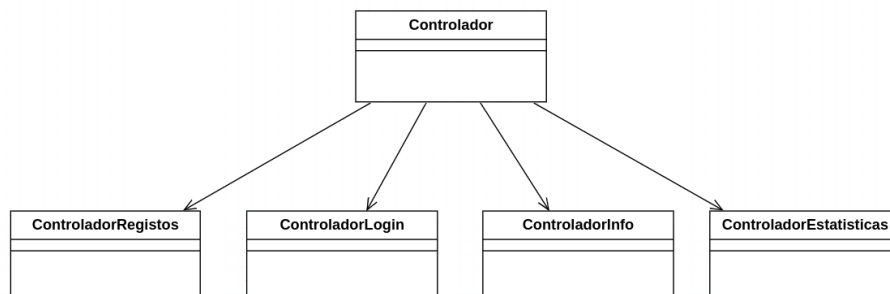 Controlador
ControladorRegistos
ControladorLogin
ControladorInfo
ControladorEstatisticas